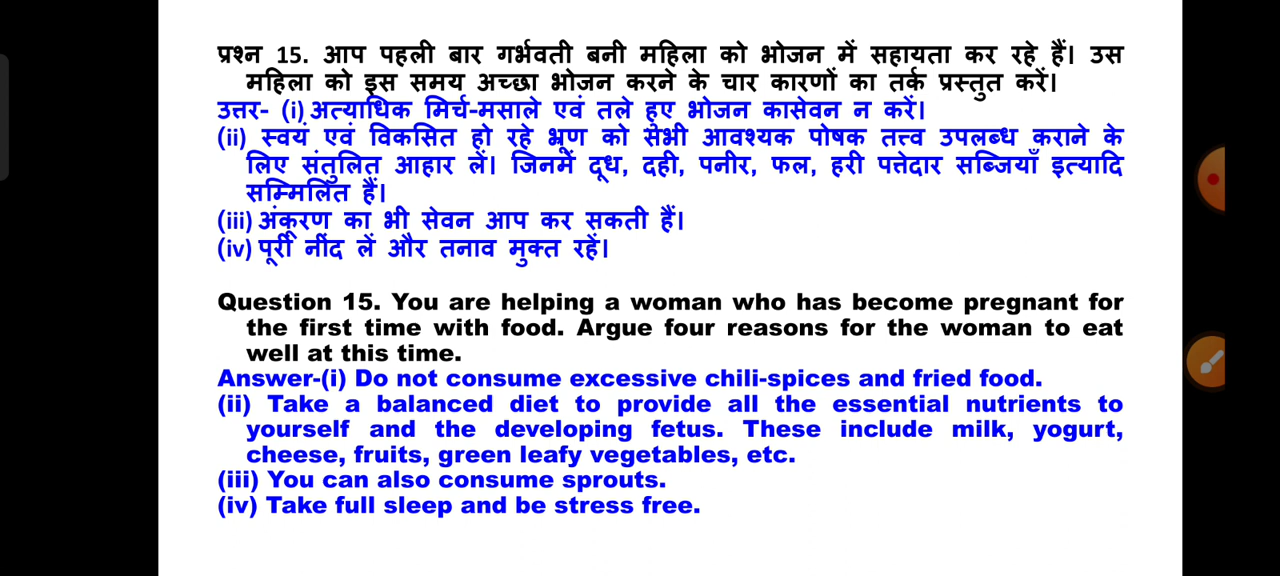 प्रश्न 15. आप पहली बार गर्भवती बनी महिला को भोजन में सहायता कर रहे हैं। उस
महिला को इस समय अच्छा भोजन करने के चार कारणों का तर्क प्रस्तुत करें।
उत्तर- (i) अत्याधिक मिर्च-मसाले एवं तले हुए भोजन कासेवन न करें।
(ii) स्वयं एवं विकसित हो रहे भ्रूण को सभी आवश्यक पोषक तत्त्व उपलब्ध कराने के
लिए संतुलित आहार लें। जिनमें दूध, दही, पनीर, फल, हरी पत्तेदार सब्जियाँ इत्यादि
सम्मिलित हैं।
(iii) अंकूरण का भी सेवन आप कर सकती हैं।
(iv) पूरी नींद लें और तनाव मुक्त रहें।
Question 15. You are helping a woman who has become pregnant for
the first time with food. Argue four reasons for the woman to eat
well at this time.
Answer-(i) Do not consume excessive chili-spices and fried food.
(ii) Take a balanced diet to provide all the essential nutrients to
yourself and the developing fetus. These include milk, yogurt,
cheese, fruits, green leafy vegetables, etc.
(iii) You can also consume sprouts.
(iv) Take full sleep and be stress free.